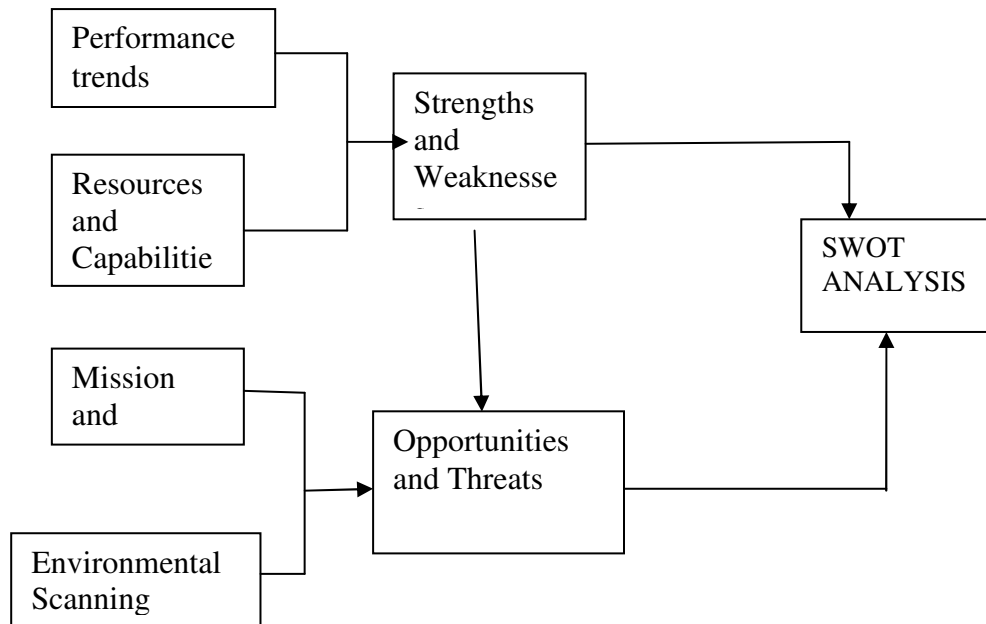 Performance
trends
Strengths
and
Weaknesse
Resources
and
Capabilitie
SWOT
ANALYSIS
Mission
and
Opportunities
and Threats
Environmental
Scanning